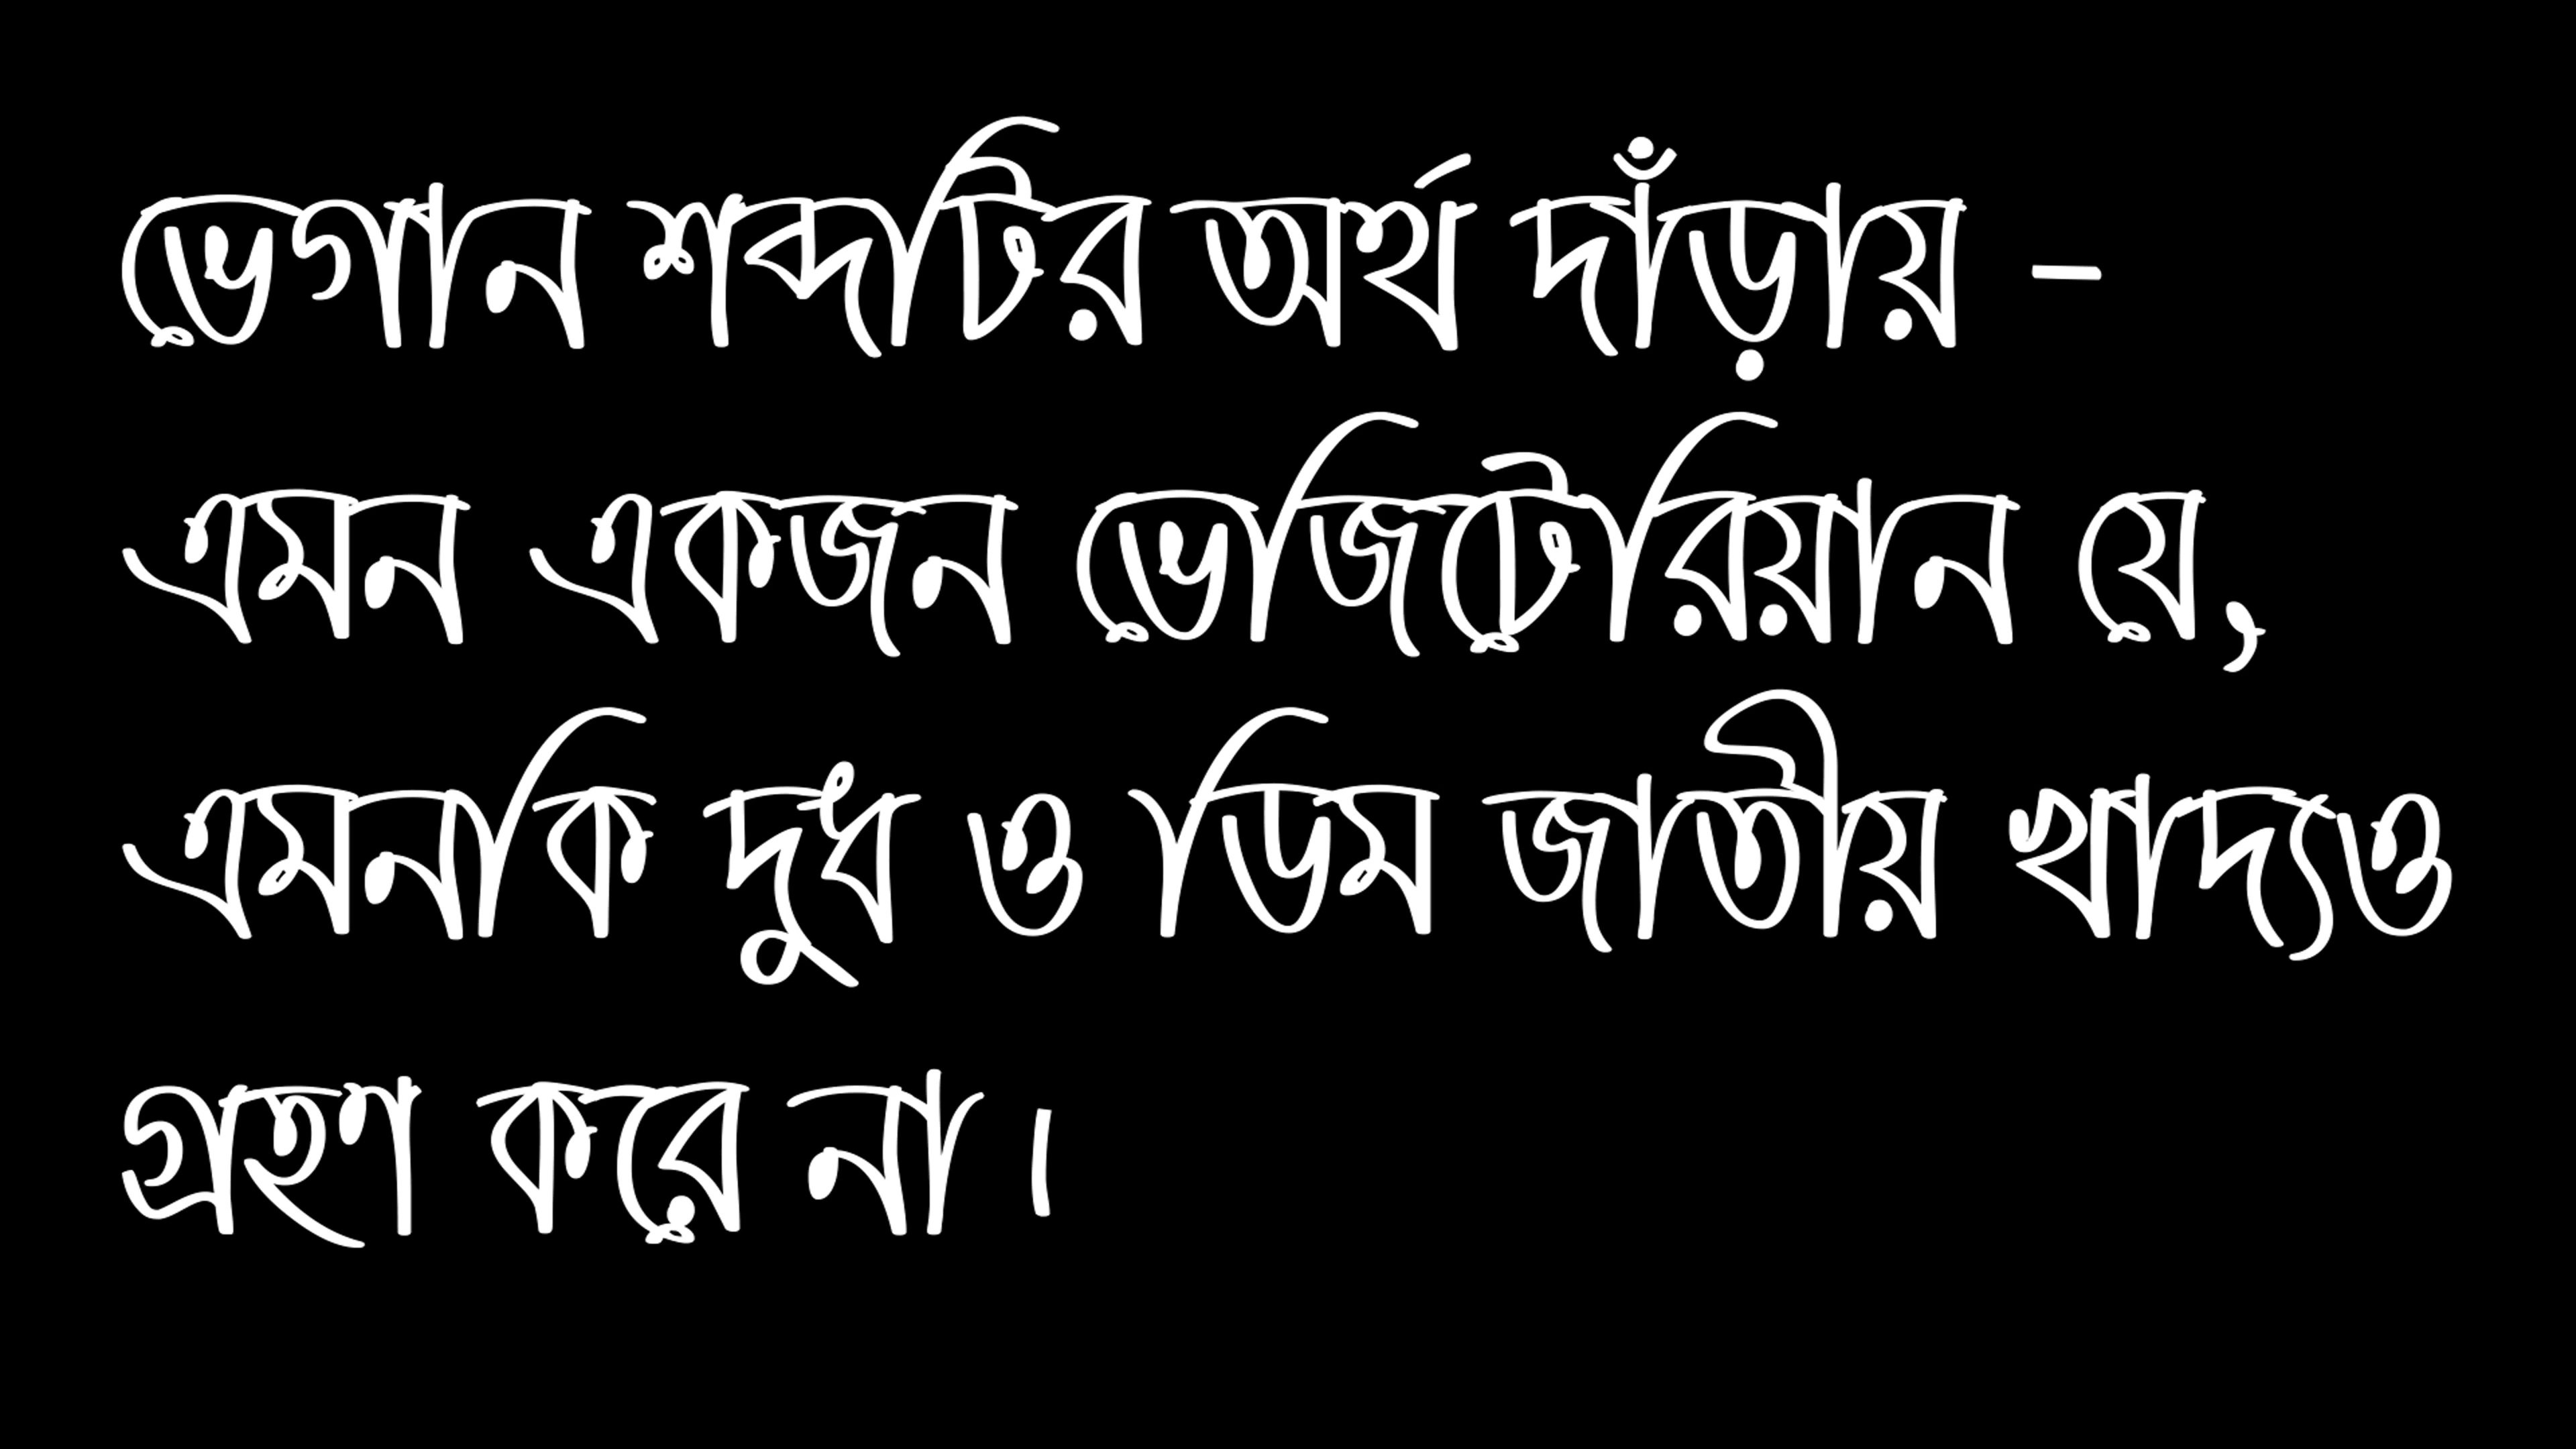 ভেগান শব্দটির অর্থ দাঁড়ায় -
এমন একজন ভেজিটেরিয়ান যে,
এমনকি দুধ ও ডিম জাতীয় খাদ্যও
গ্রহণ করে না।